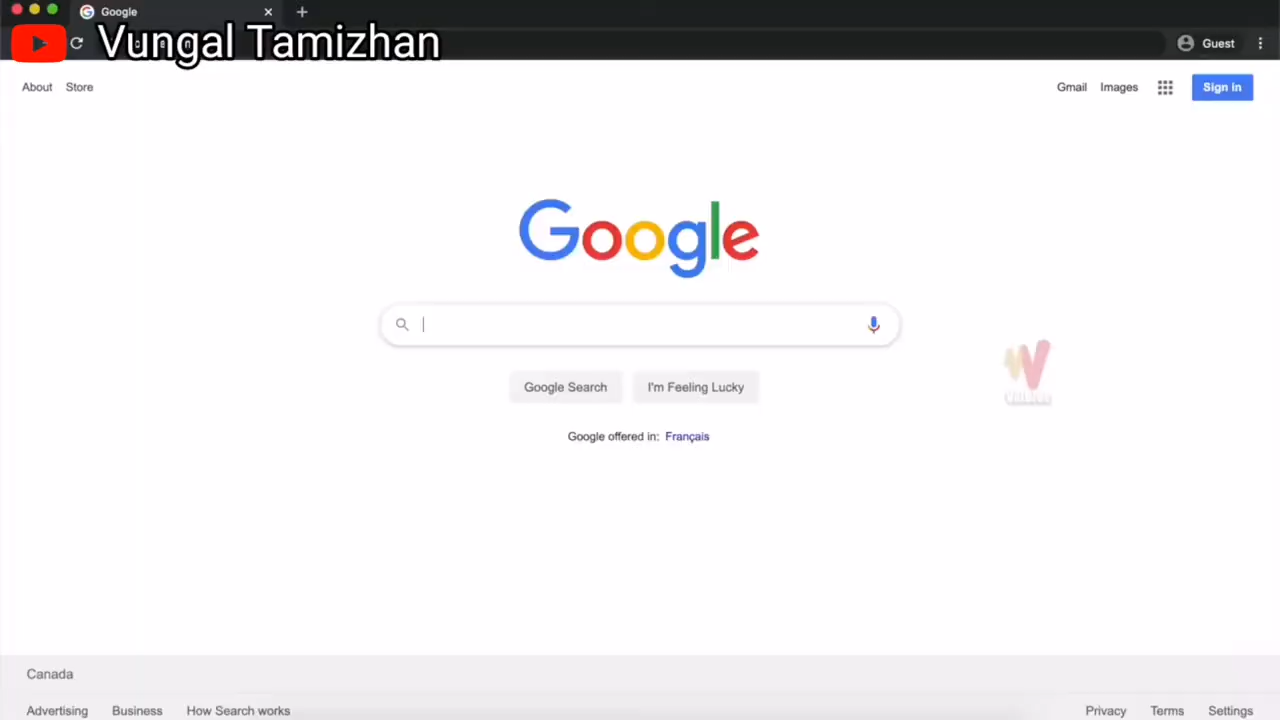 Google
Vungal Tamizhan
Guest
About Store
Gmail Images Sign in
Google
Google Search I'm Feeling Lucky
Google offered in: Français
Canada
Advertising Business How Search works
Privacy Terms Settings